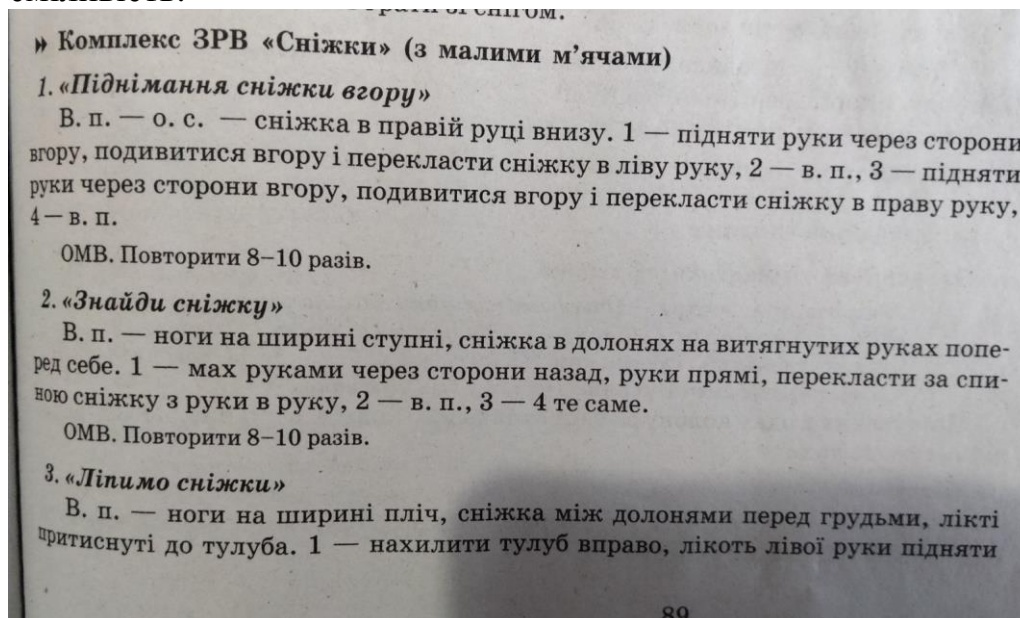 зі снігом.
» Комплекс ЗРВ «Сніжки» (з малими м’ячами)
1. «Піднімання сніжки вгору»
В. п. — о. с. — сніжка в правій руці внизу. 1 — підняти руки через сторони
вгору, подивитися вгору і перекласти сніжку в ліву руку, 2 — в. п., 3 — підняти
руки через сторони вгору, подивитися вгору і перекласти сніжку в праву руку,
4 — в. п.
ОМВ. Повторити 8–10 разів.
2. «Знайди сніжку»
В. п. — ноги на ширині ступні, сніжка в долонях на витягнутих руках попе-
ред себе. 1 — мах руками через сторони назад, руки прямі, перекласти за спи-
ною сніжку з руки в руку, 2 — в. п., 3 — 4 те саме.
ОМВ. Повторити 8–10 разів.
3. «Ліпимо сніжки»
В. п. — ноги на ширині пліч, сніжка між долонями перед грудьми, лікті
притиснуті до тулуба. 1 — нахилити тулуб вправо, лікоть лівої руки підняти
89